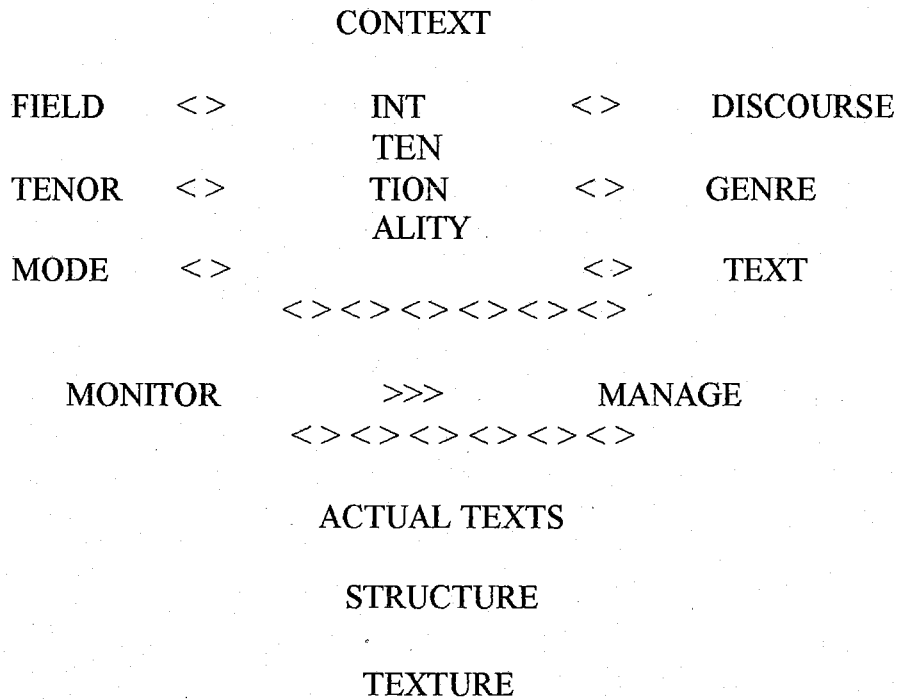 CONTEXT
FIELD <> INT <> DISCOURSE
TEN
TENOR <> TION <> GENRE
ALITY
MODE <> <> TEXT
<><><><><><>
MONITOR >>> MANAGE
<><><><><><>
ACTUAL TEXTS
STRUCTURE
TEXTURE